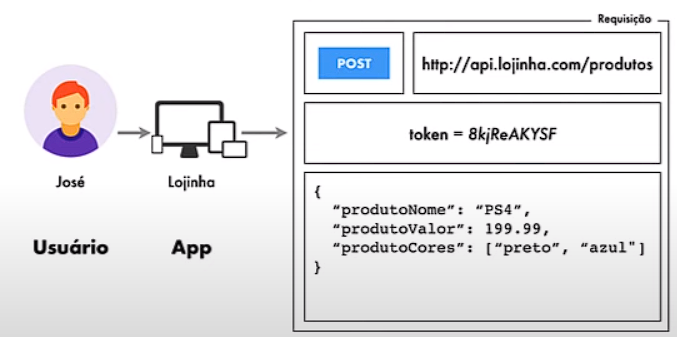 Requisição
POST
http://api.lojinha.com/produtos
token = 8kjReAKYSF
José
Lojinha
Usuário
App
{
“produtoNome”: “PS4”,
“produtoValor”: 199.99,
“produtoCores”: [“preto”, “azul"]
}